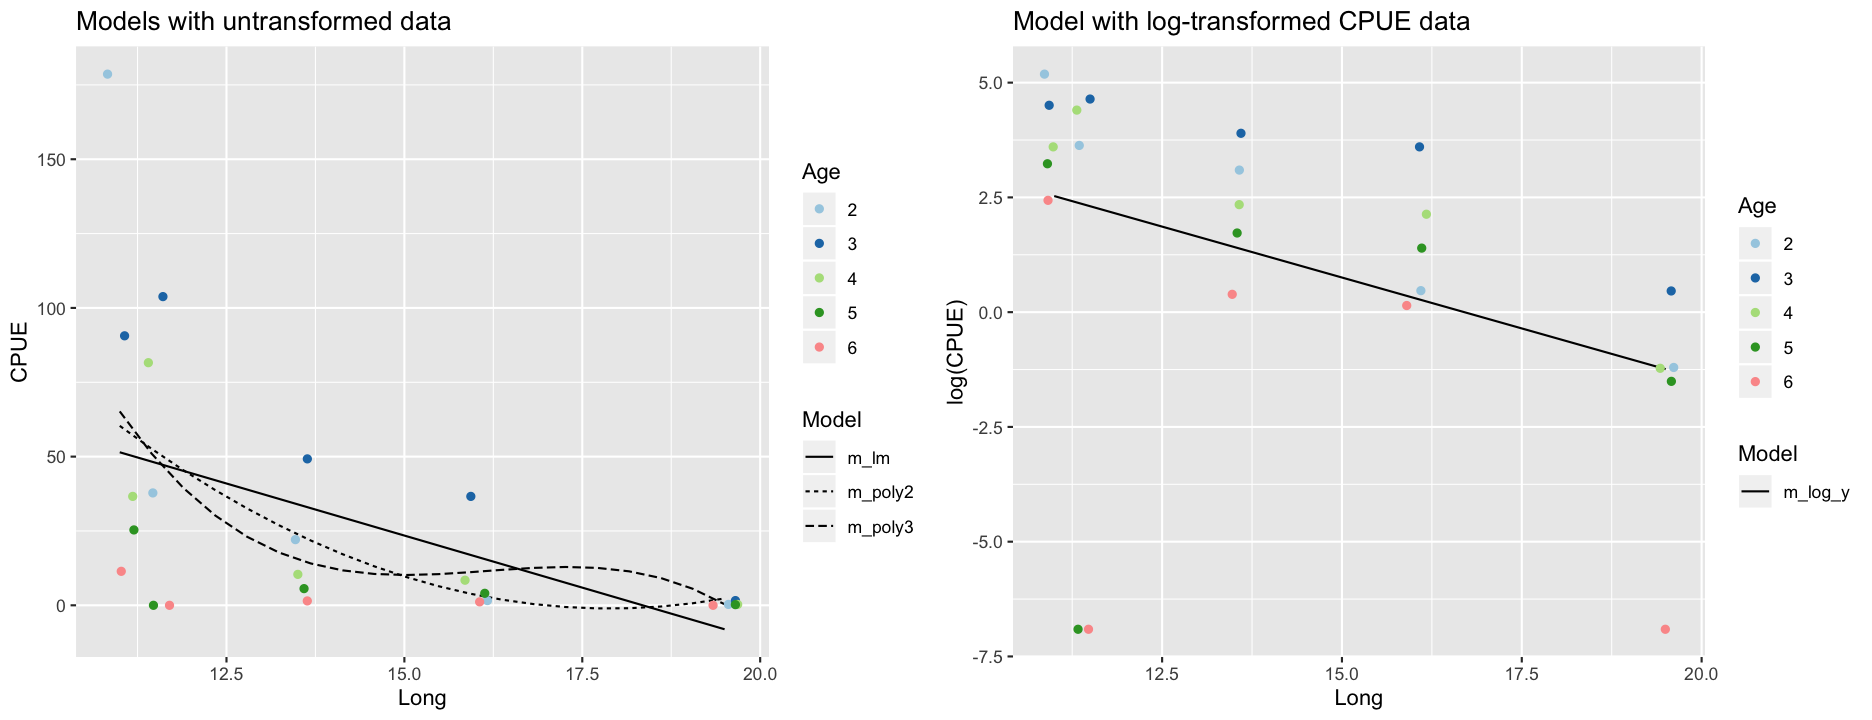 Models with untransformed data
CPUE
150
100
50
0
12.5
15.0
17.5
20.0
Long
Age
2
3
4
5
6
Model
m_lm
m_poly2
m_poly3
Model with log-transformed CPUE data
log(CPUE)
5.0
2.5
0.0
-2.5
-5.0
-7.5
12.5
15.0
17.5
20.0
Long
Age
2
3
4
5
6
Model
m_log_y